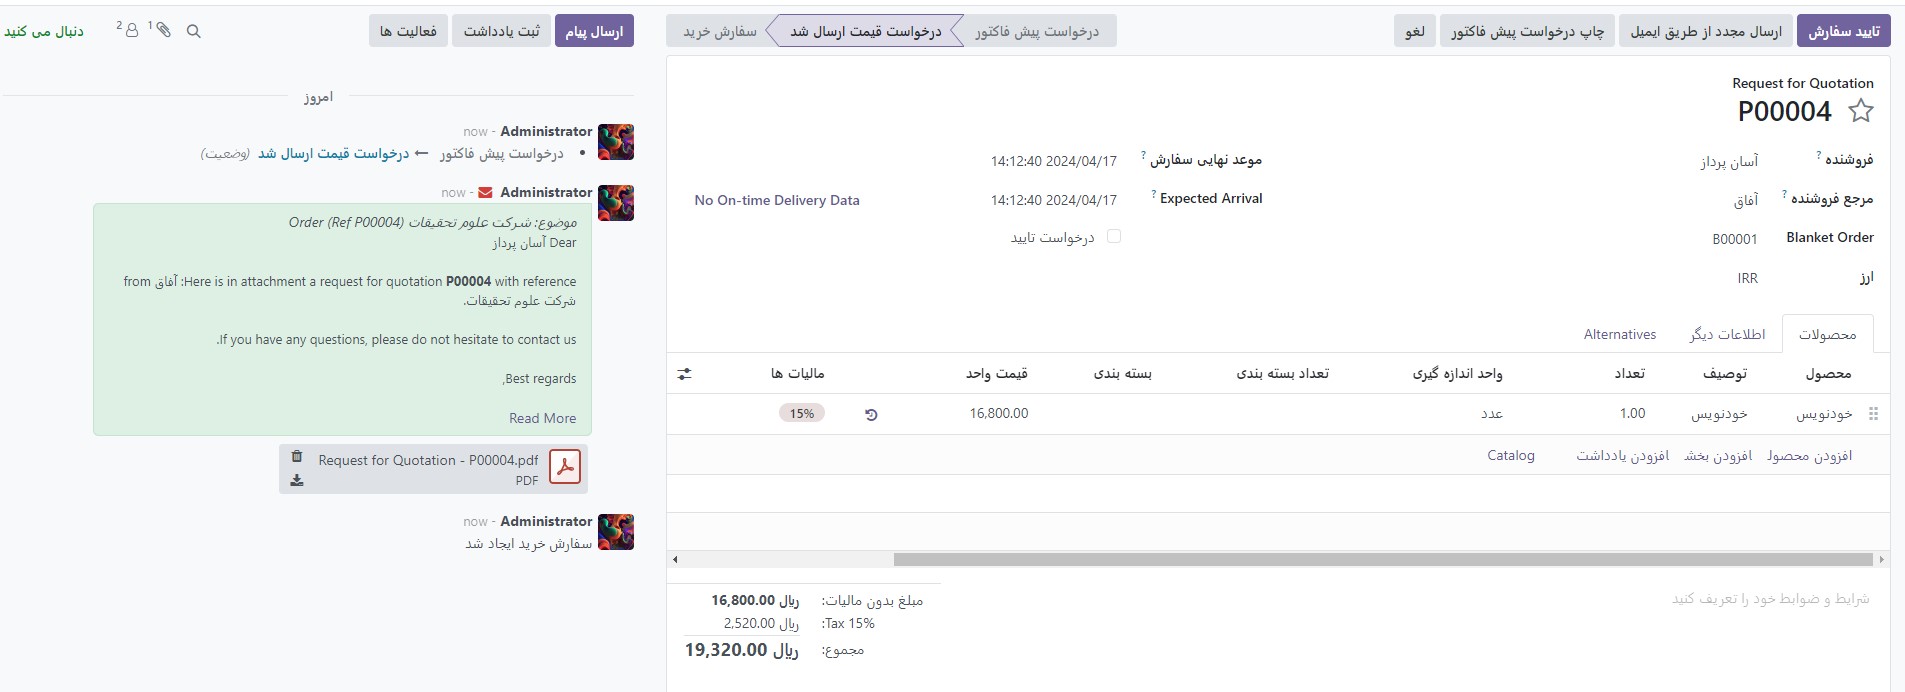 تایید سفارش
ارسال مجدد از طریق ایمیل
چاپ درخواست پیش فاکتور
لغو
درخواست پیش فاکتور
درخواست قیمت ارسال شد
سفارش خرید
Request for Quotation
P00004
فروشنده ?
آسان پرداز
مرجع فروشنده ?
آفاق
Blanket Order
B00001
ارز
IRR
موعد نهایی سفارش ?
2024/04/17 14:12:40
Expected Arrival ?
2024/04/17 14:12:40
No On-time Delivery Data
درخواست تایید
محصولات
اطلاعات دیگر
Alternatives
محصول توصیف تعداد واحد اندازه گیری تعداد بسته بندی بسته بندی قیمت واحد مالیات ها
خودنویس خودنویس 1.00 عدد 16,800.00 15%
افزودن محصول افزودن بخش افزودن یادداشت Catalog
شرایط و ضوابط خود را تعریف کنید
مبلغ بدون مالیات: 16,800.00 ریال
Tax 15%: 2,520.00 ریال
مجموع: 19,320.00 ریال
ارسال پیام
ثبت یادداشت
فعالیت ها
1
2
دنبال می کنید
امروز
Administrator - now
درخواست پیش فاکتور ← درخواست قیمت ارسال شد (وضعیت)
Administrator - now
موضوع: شرکت علوم تحقیقات Order (Ref P00004)
Dear آسان پرداز
Here is in attachment a request for quotation P00004 with reference: آفاق from
شرکت علوم تحقیقات.
If you have any questions, please do not hesitate to contact us.
Best regards,
Read More
Request for Quotation - P00004.pdf
PDF
Administrator - now
سفارش خرید ایجاد شد